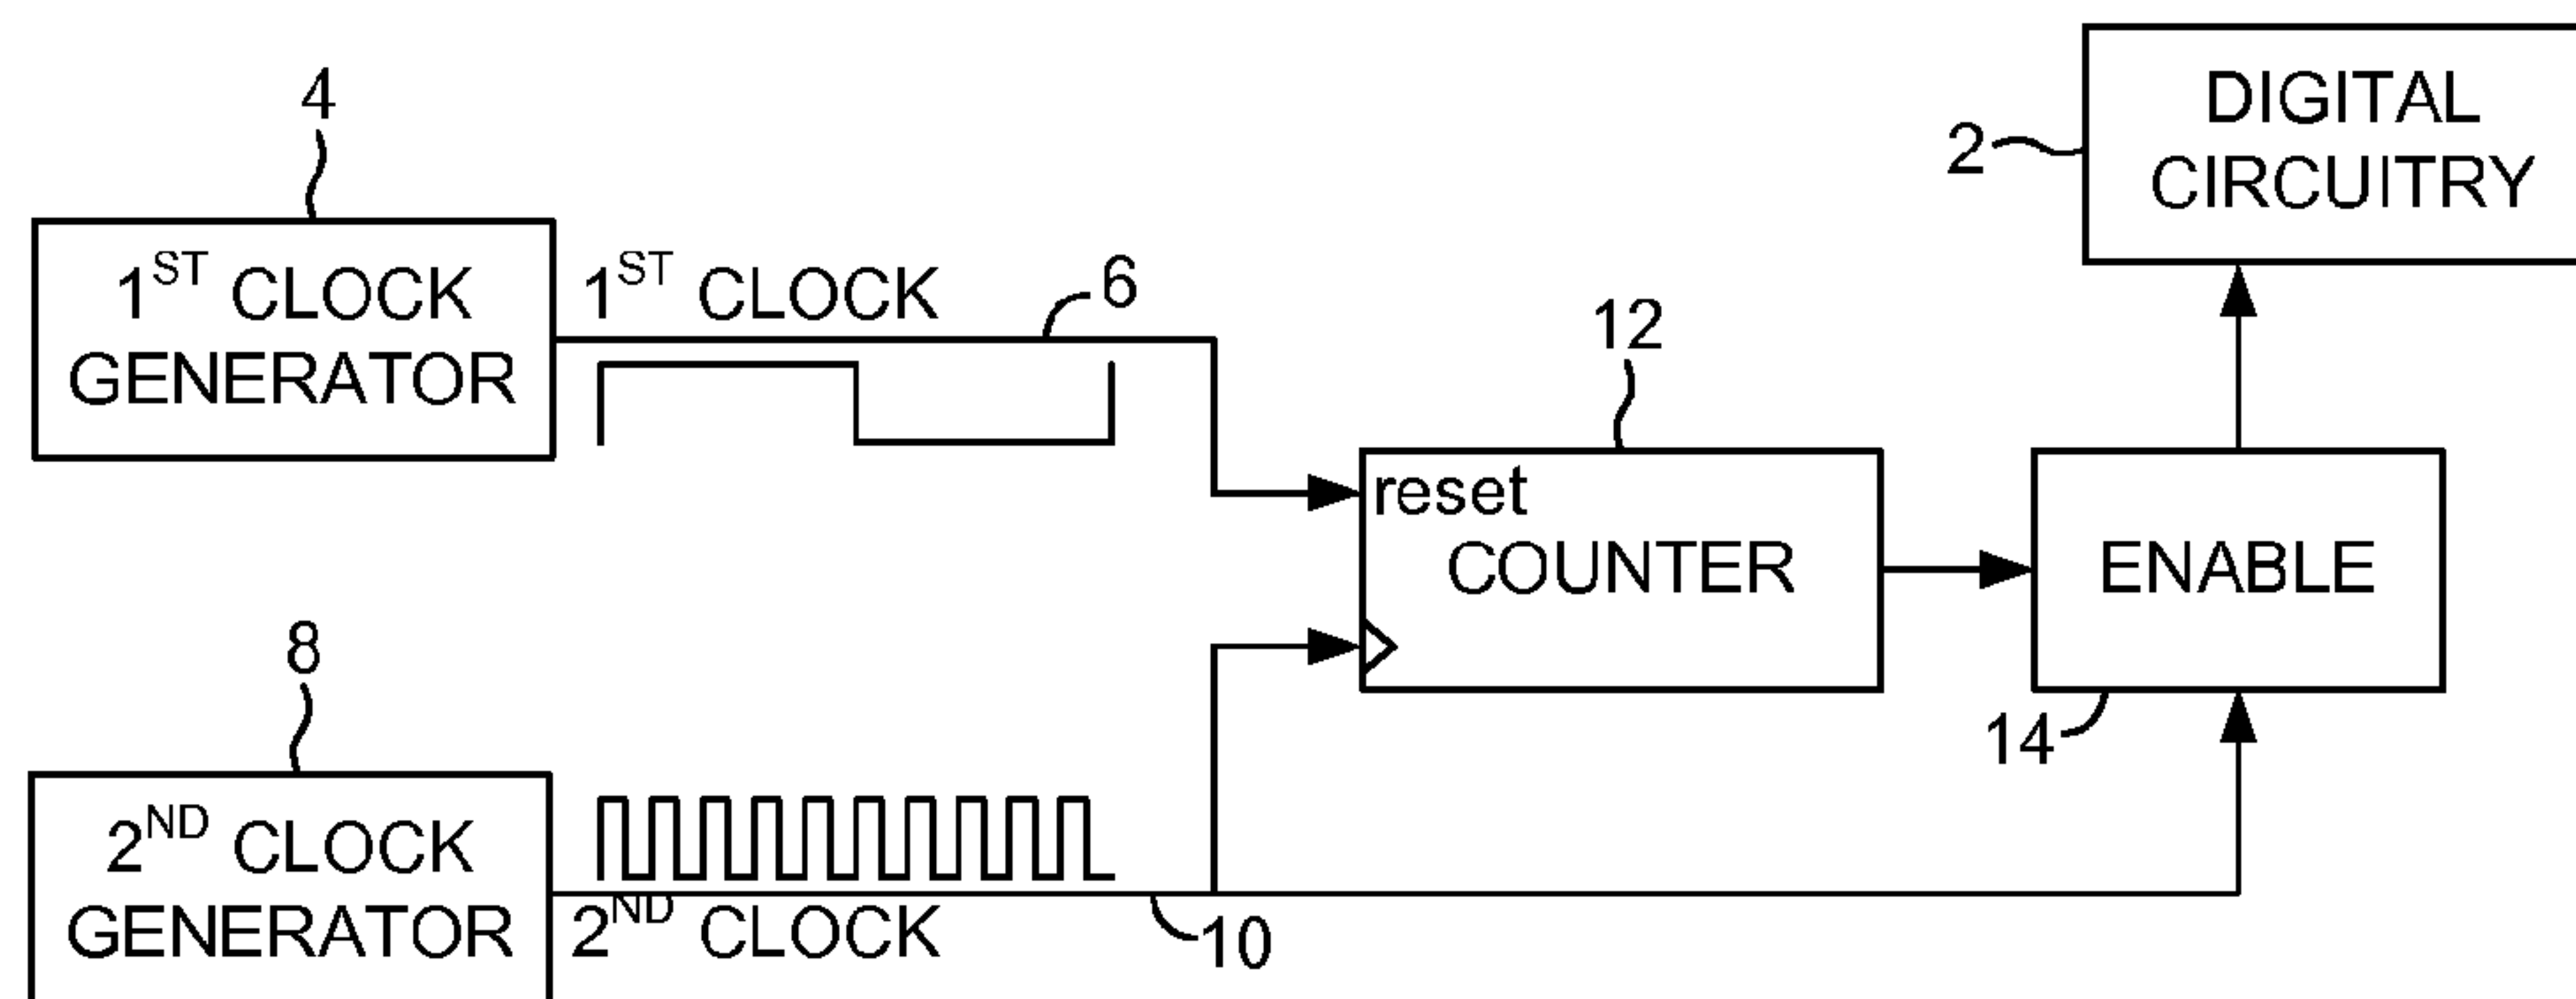 4
1ST CLOCK
GENERATOR
1ST CLOCK
6
2
DIGITAL
CIRCUITRY
12
reset
COUNTER
ENABLE
14
8
2ND CLOCK
GENERATOR
2ND CLOCK
10